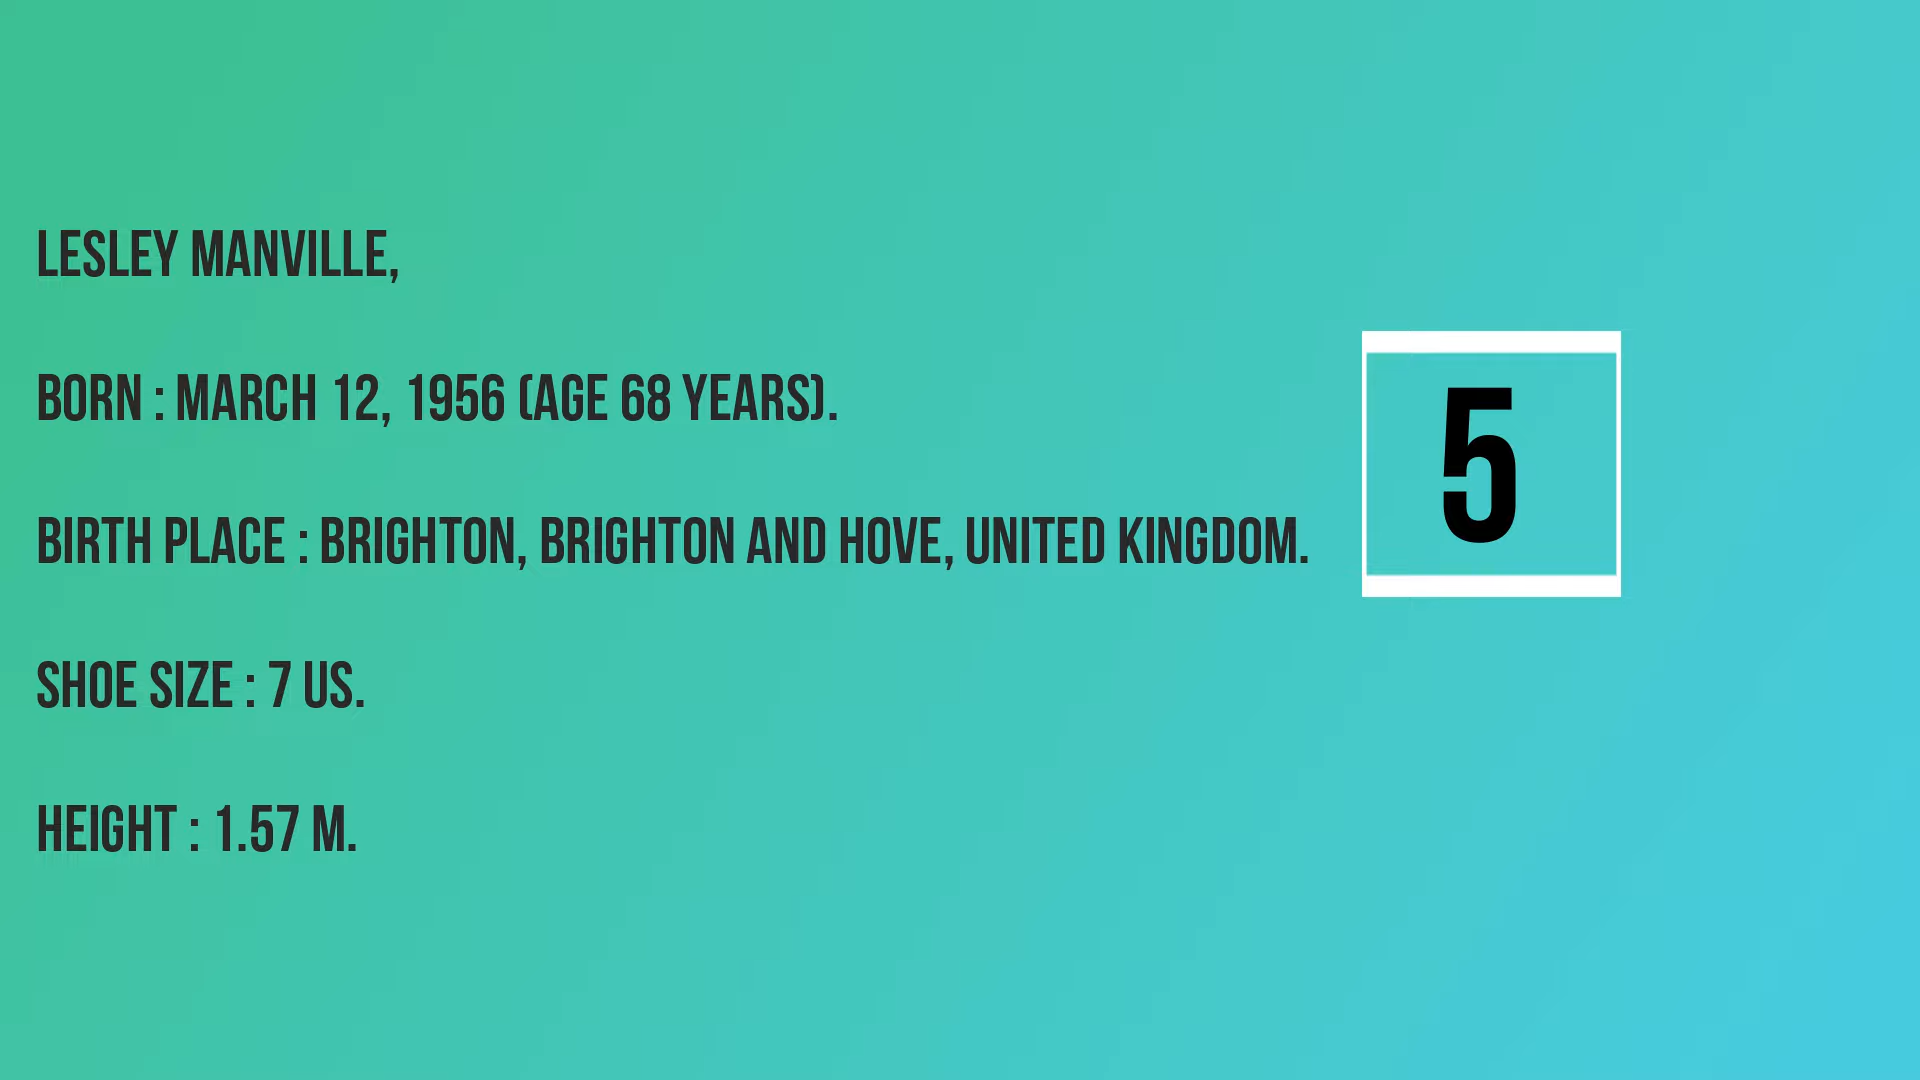 LESLEY MANVILLE,
BORN : MARCH 12, 1956 (AGE 68 YEARS).
BIRTH PLACE : BRIGHTON, BRIGHTON AND HOVE, UNITED KINGDOM.
SHOE SIZE : 7 US.
HEIGHT : 1.57 M.
5